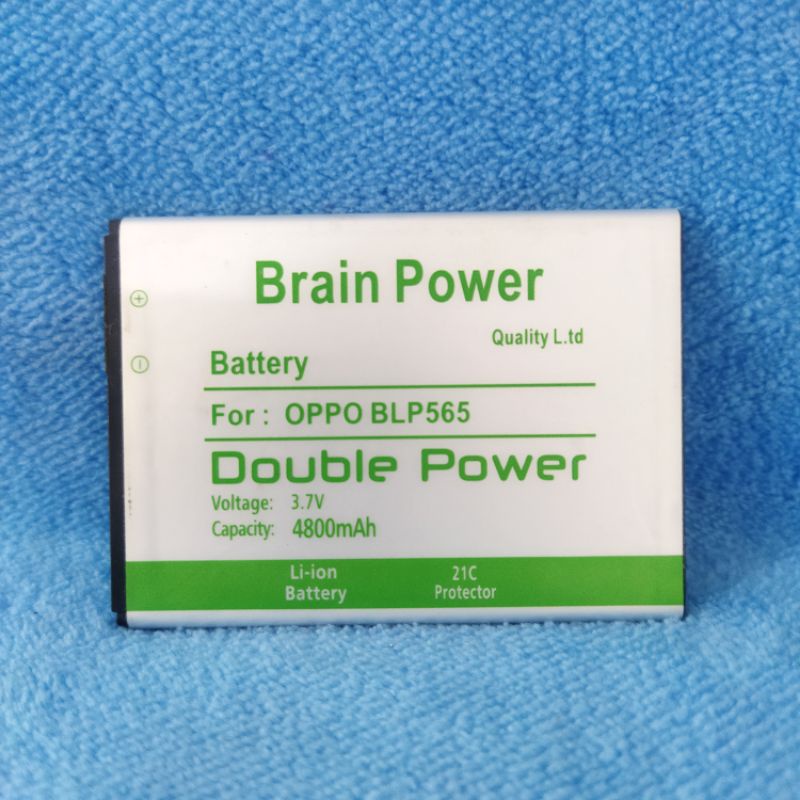 Brain Power
Quality L.td
Battery
For : OPPO BLP565
Double Power
Voltage: 3.7V
Capacity: 4800mAh
Li-ion Battery
21C Protector